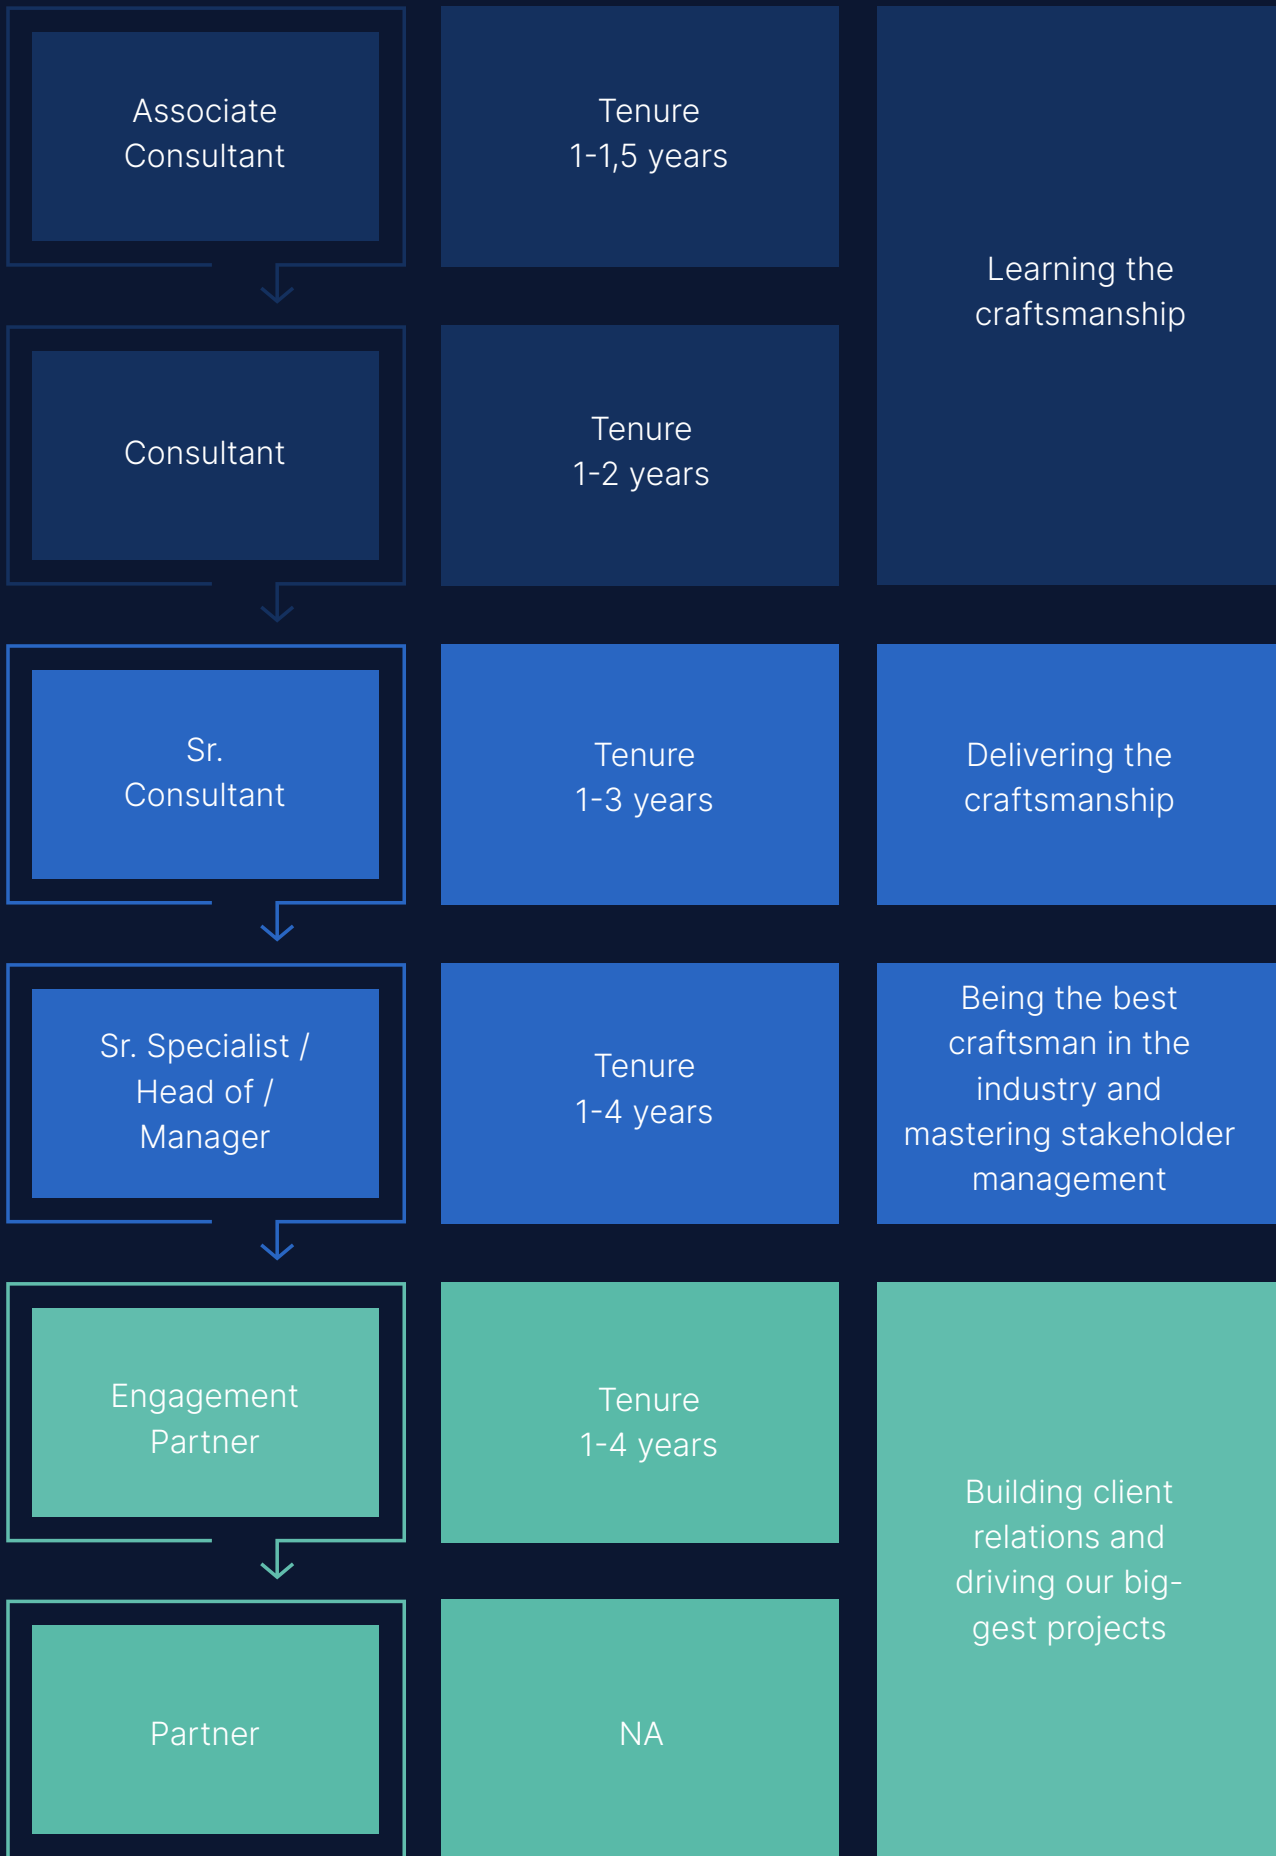 Associate
Consultant
Tenure
1-1,5 years
Learning the
craftsmanship
Consultant
Tenure
1-2 years
Sr.
Consultant
Tenure
1-3 years
Delivering the
craftsmanship
Sr. Specialist /
Head of /
Manager
Tenure
1-4 years
Being the best
craftsman in the
industry and
mastering stakeholder
management
Engagement
Partner
Tenure
1-4 years
Building client
relations and
driving our big-
gest projects
Partner
NA